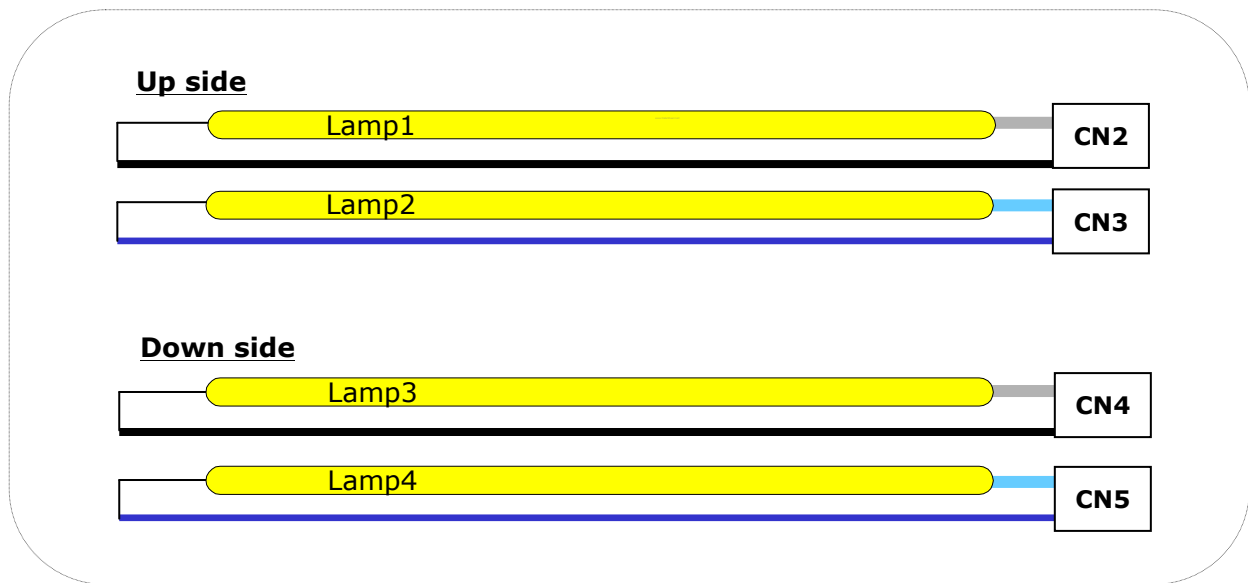 Up side
Lamp1
CN2
Lamp2
CN3
Down side
Lamp3
CN4
Lamp4
CN5